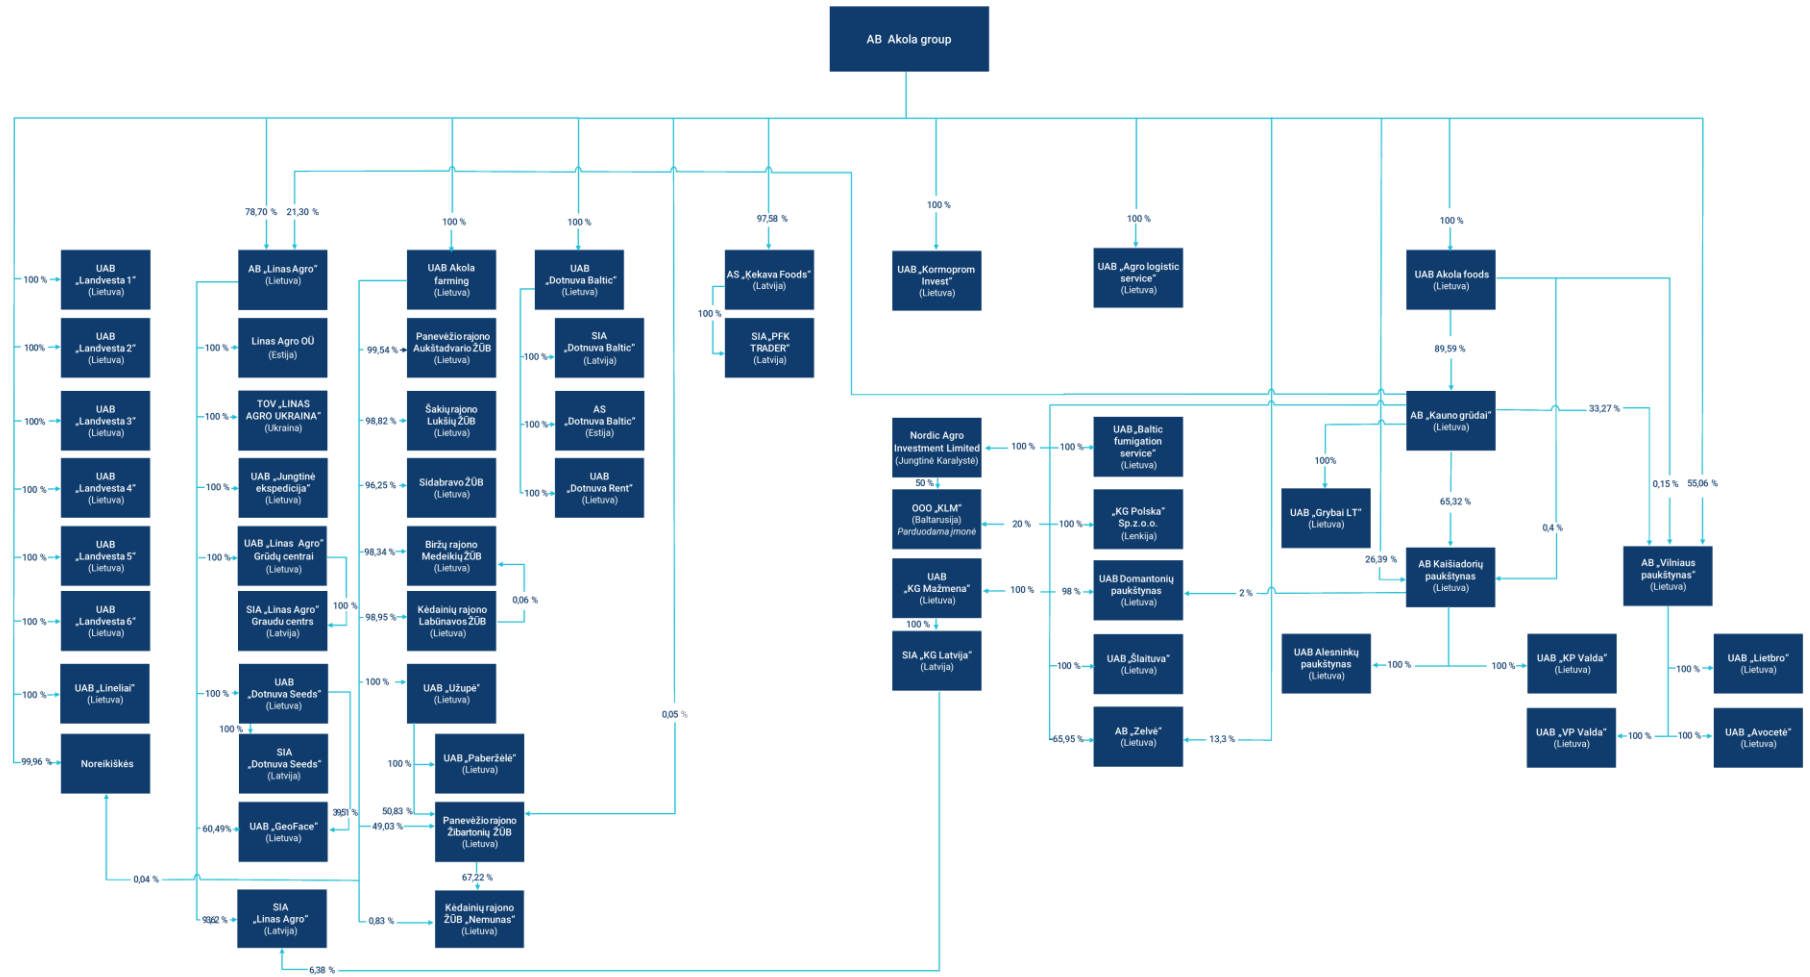 AB Akola group
78,70 %
21,30 %
100 %
100 %
97,58 %
100 %
100 %
100 %
100 %
UAB
„Landvesta 1“
(Lietuva)
100%
UAB
„Landvesta 2“
(Lietuva)
100%
UAB
„Landvesta 3“
(Lietuva)
100 %
UAB
„Landvesta 4“
(Lietuva)
100 %
UAB
„Landvesta 5“
(Lietuva)
100 %
UAB
„Landvesta 6“
(Lietuva)
100 %
UAB „Lineliai“
(Lietuva)
99,96 %
Noreikiškės
0,04 %
AB „Linas Agro“
(Lietuva)
100 %
Linas Agro OÜ
(Estija)
100 %
TOV „LINAS
AGRO UKRAINA“
(Ukraina)
100 %
UAB „Jungtinė
ekspedicija“
(Lietuva)
100 %
UAB „Linas Agro“
Grūdų centrai
(Lietuva)
100 %
SIA „Linas Agro“
Graudu centrs
(Latvija)
100 %
UAB
„Dotnuva Seeds“
(Lietuva)
100 %
SIA
„Dotnuva Seeds“
(Latvija)
60,49%
UAB „GeoFace“
(Lietuva)
SIA
„Linas Agro“
(Latvija)
6,38 %
UAB Akola
farming
(Lietuva)
99,54 %
Panevėžio rajono
Aukštadvario ŽŪB
(Lietuva)
98,82 %
Šakių rajono
Lukšių ŽŪB
(Lietuva)
96,25 %
Sidabravo ŽŪB
(Lietuva)
98,34 %
Biržų rajono
Medeikių ŽŪB
(Lietuva)
0,06 %
98,95 %
Kėdainių rajono
Labūnavos ŽŪB
(Lietuva)
100 %
UAB „Užupė“
(Lietuva)
100 %
UAB „Paberžėlė“
(Lietuva)
50,83 %
49,03 %
Panevėžio rajono
Žibartonių ŽŪB
(Lietuva)
67,22 %
0,83 %
Kėdainių rajono
ŽŪB „Nemunas“
(Lietuva)
0,05 %
UAB
„Dotnuva Baltic“
(Lietuva)
100 %
SIA
„Dotnuva Baltic“
(Latvija)
100 %
AS
„Dotnuva Baltic“
(Estija)
100 %
UAB
„Dotnuva Rent“
(Lietuva)
AS „Kekava Foods“
(Latvija)
100 %
SIA„PFK
TRADER“
(Latvija)
UAB „Kormoprom
Invest“
(Lietuva)
UAB „Agro logistic
service“
(Lietuva)
UAB Akola foods
(Lietuva)
89,59 %
AB „Kauno grūdai“
(Lietuva)
33,27 %
Nordic Agro
Investment Limited
(Jungtinė Karalystė)
100 %
100 %
UAB „Baltic
fumigation
service“
(Lietuva)
50 %
OOO „KLM“
(Baltarusija)
Parduodama įmonė
20 %
100 %
„KG Polska“
Sp.z.o.o.
(Lenkija)
UAB
„KG Mažmena“
(Lietuva)
100 %
98 %
UAB Domantonių
paukštynas
(Lietuva)
2 %
100 %
SIA „KG Latvija“
(Latvija)
100 %
UAB „Šlaituva“
(Lietuva)
65,95 %
AB „Zelvė“
(Lietuva)
13,3 %
100%
UAB „Grybai LT“
(Lietuva)
65,32 %
0,4 %
0,15 %
55,06 %
26,39 %
AB Kaišiadorių
paukštynas
(Lietuva)
AB „Vilniaus
paukštynas“
(Lietuva)
UAB Alesninkų
paukštynas
(Lietuva)
100 %
100 %
UAB „KP Valda“
(Lietuva)
100 %
UAB „Lietbro“
(Lietuva)
UAB „VP Valda“
(Lietuva)
100 %
100 %
UAB „Avocetė“
(Lietuva)